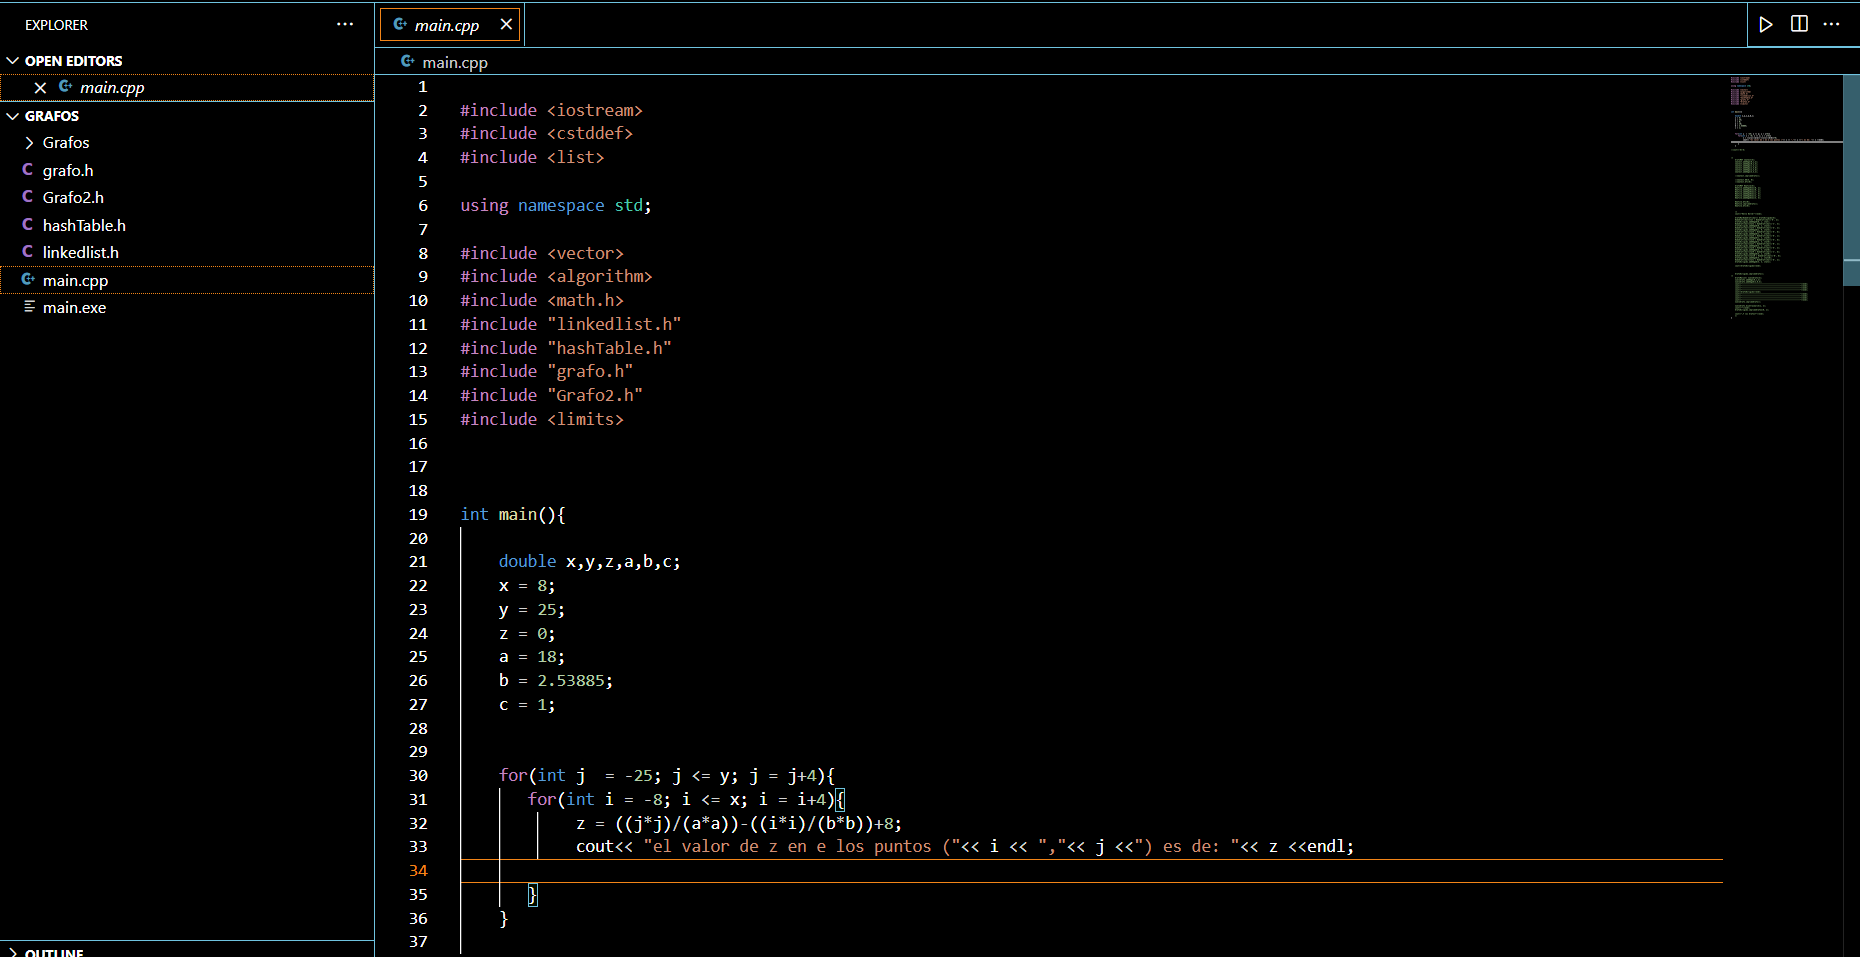 EXPLORER
OPEN EDITORS
main.cpp
GRAFOS
Grafos
C grafo.h
C Grafo2.h
C hashTable.h
C linkedlist.h
main.cpp
main.exe
OUTLINE
main.cpp
main.cpp
1
2 #include <iostream>
3 #include <cstddef>
4 #include <list>
5
6 using namespace std;
7
8 #include <vector>
9 #include <algorithm>
10 #include <math.h>
11 #include "linkedlist.h"
12 #include "hashTable.h"
13 #include "grafo.h"
14 #include "Grafo2.h"
15 #include <limits>
16
17
18
19 int main(){
20
21 double x,y,z,a,b,c;
22 x = 8;
23 y = 25;
24 z = 0;
25 a = 18;
26 b = 2.53885;
27 c = 1;
28
29
30 for(int j  = -25; j <= y; j = j+4){
31 for(int i = -8; i <= x; i = i+4){
32 z = ((j*j)/(a*a))-((i*i)/(b*b))+8;
33 cout<< "el valor de z en e los puntos ("<< i << ","<< j <<") es de: "<< z <<endl;
34
35 }
36 }
37